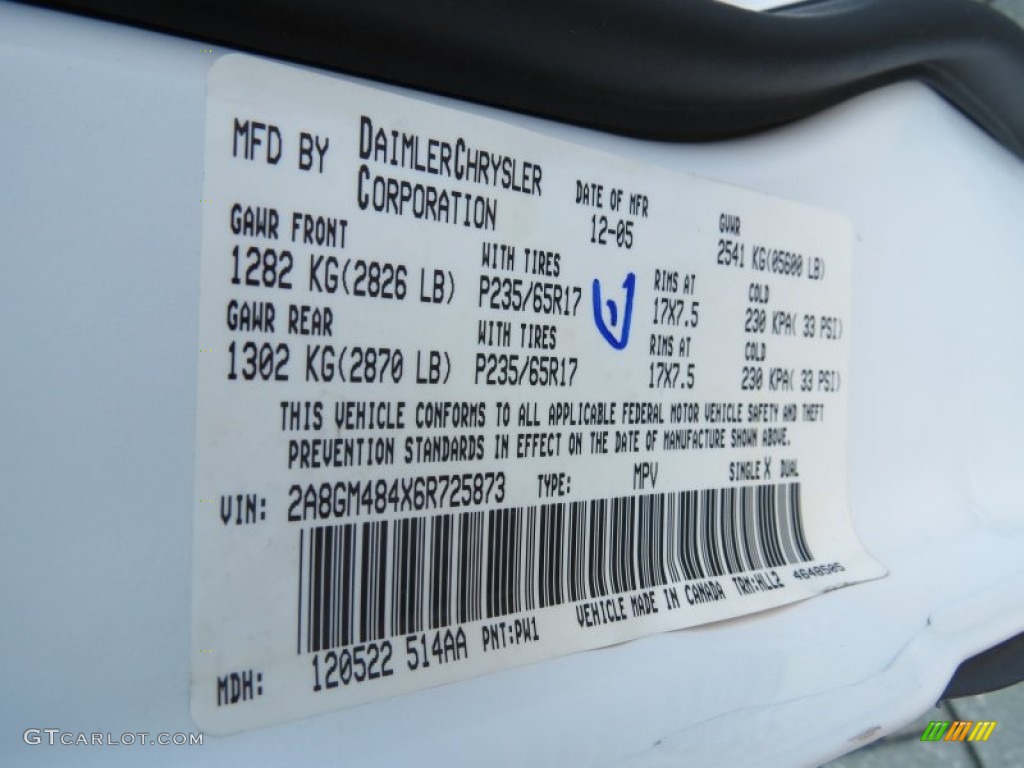 MFD BY DAIMLERCHRYSLER CORPORATION
DATE OF MFR 12-05
GVWR 2541 KG(05600 LB)
GAWR FRONT
1282 KG(2826 LB)
WITH TIRES
P235/65R17
RIMS AT
17X7.5
COLD
230 KPA( 33 PSI)
GAWR REAR
1302 KG(2870 LB)
WITH TIRES
P235/65R17
RIMS AT
17X7.5
COLD
230 KPA( 33 PSI)
THIS VEHICLE CONFORMS TO ALL APPLICABLE FEDERAL MOTOR VEHICLE SAFETY AND THEFT
PREVENTION STANDARDS IN EFFECT ON THE DATE OF MANUFACTURE SHOWN ABOVE.
VIN: 2A8GM484X6R725873 TYPE: MPV SINGLE X DUAL
MDH: 120522 514AA PNT:PW1 VEHICLE MADE IN CANADA TRM:HLL2 4648505
GTCARLOT.COM